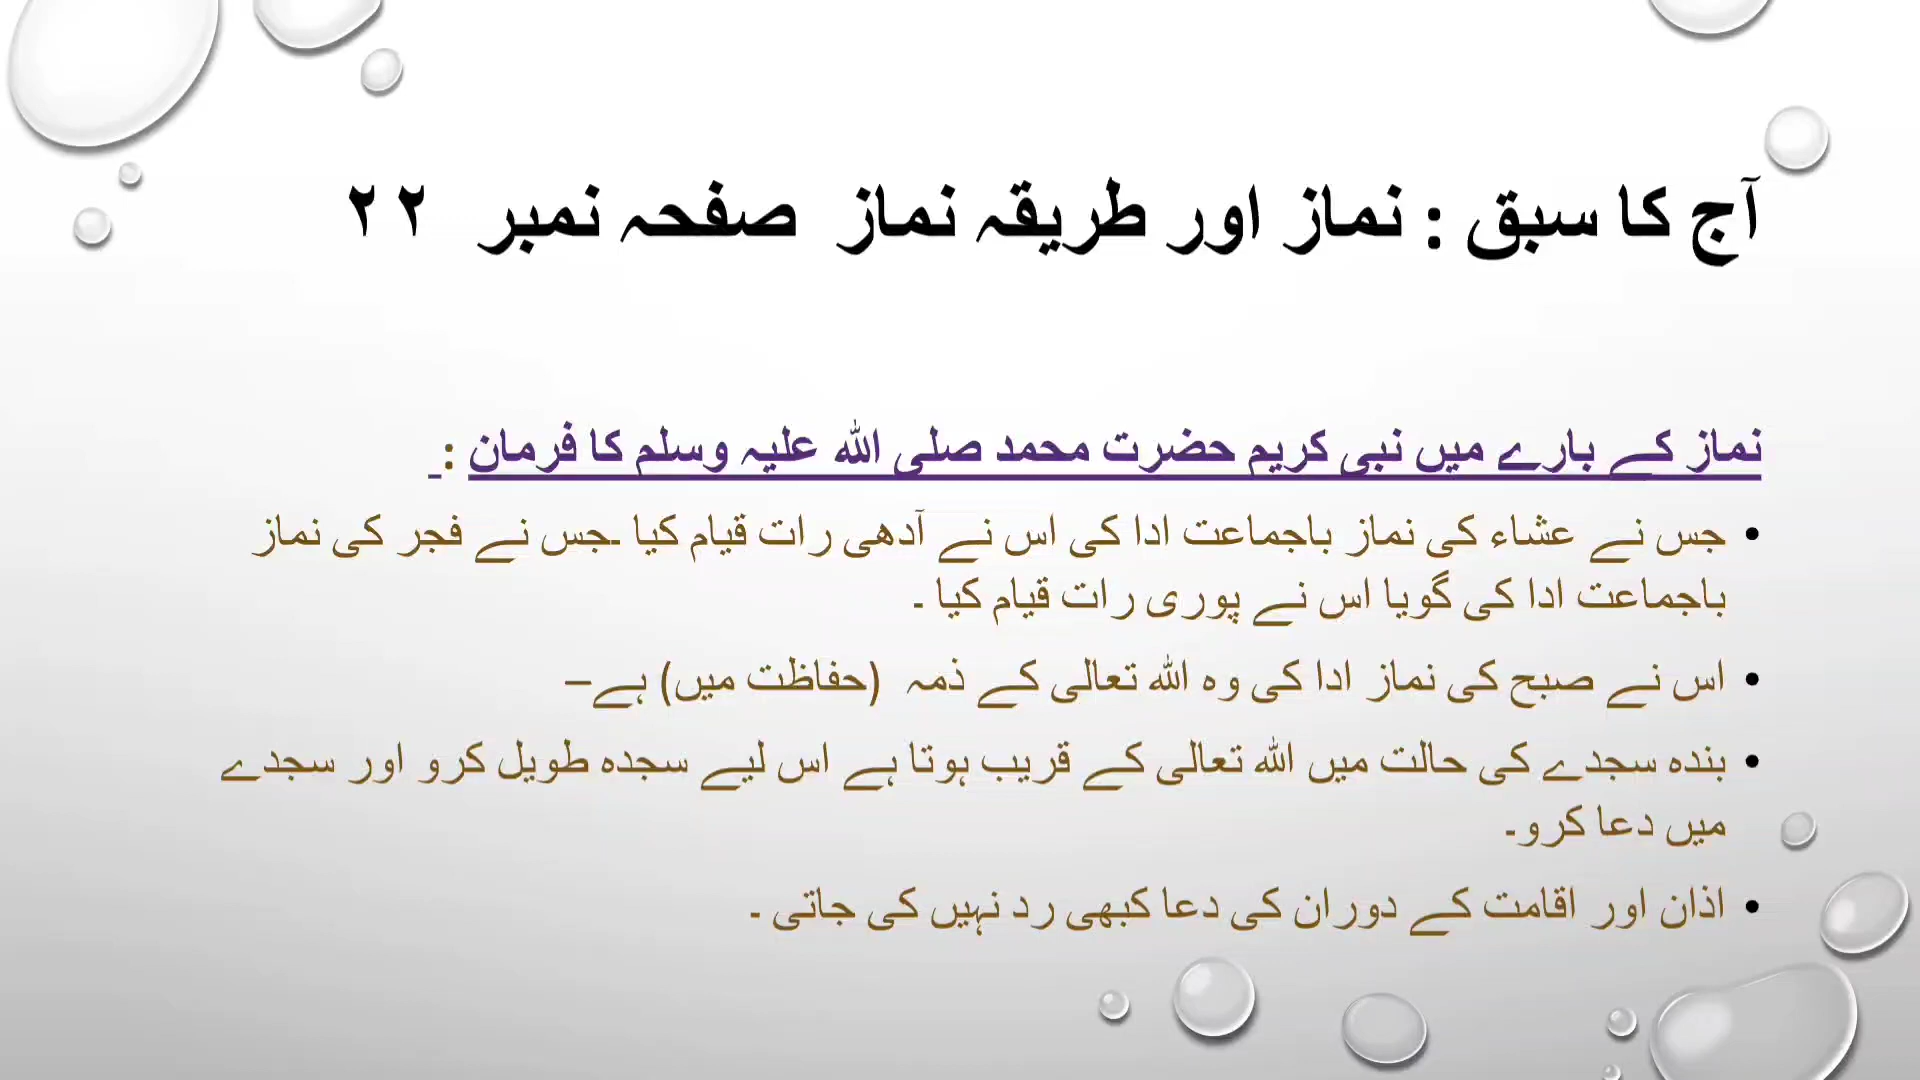 آج کا سبق : نماز اور طریقہ نماز صفحہ نمبر ۲۲
نماز کے بارے میں نبی کریم حضرت محمد صلی اللہ علیہ وسلم کا فرمان :
• جس نے عشاء کی نماز باجماعت ادا کی اس نے آدھی رات قیام کیا ۔جس نے فجر کی نماز
باجماعت ادا کی گویا اس نے پوری رات قیام کیا ۔
• اس نے صبح کی نماز ادا کی وہ اللہ تعالی کے ذمہ (حفاظت میں) ہے–
• بندہ سجدے کی حالت میں اللہ تعالی کے قریب ہوتا ہے اس لیے سجدہ طویل کرو اور سجدے
میں دعا کرو۔
• اذان اور اقامت کے دوران کی دعا کبھی رد نہیں کی جاتی ۔